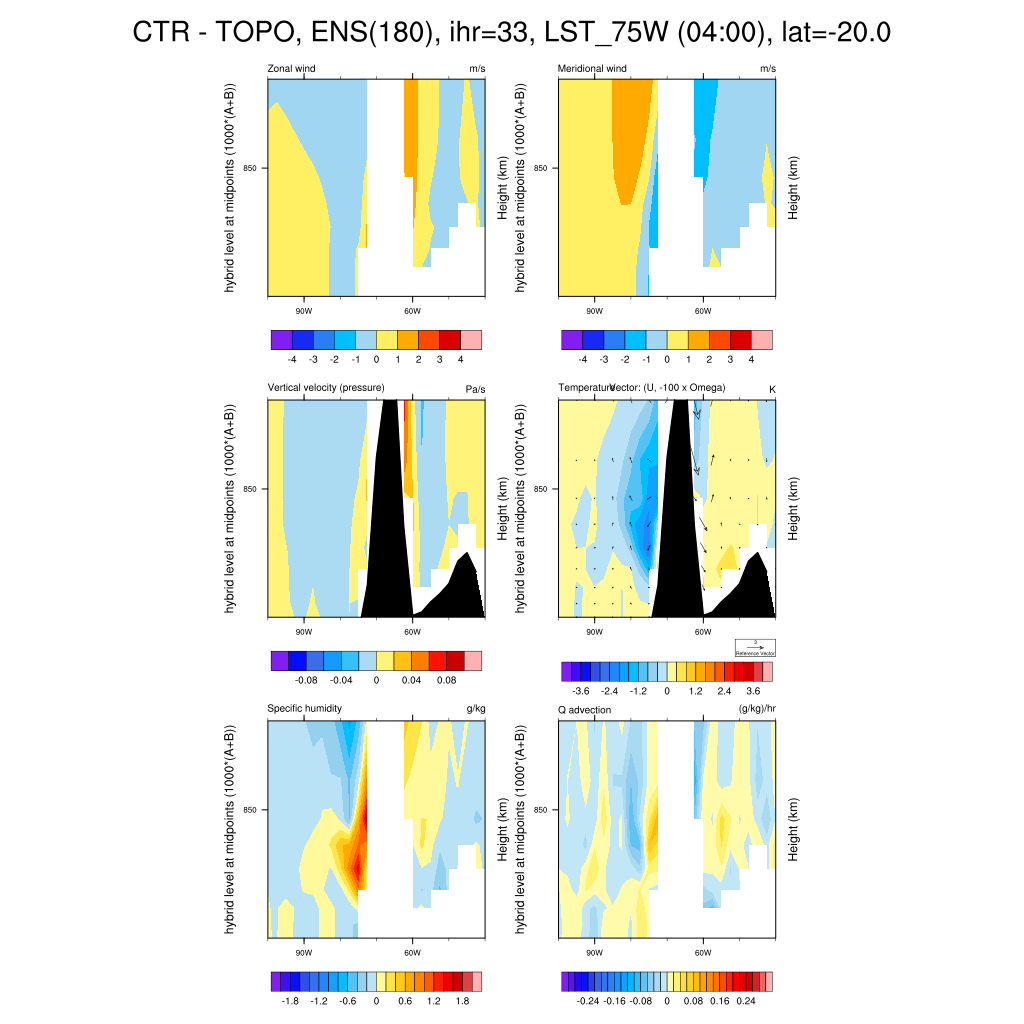 CTR - TOPO, ENS(180), ihr=33, LST_75W (04:00), lat=-20.0
Zonal wind m/s
hybrid level at midpoints (1000*(A+B))
850
Height (km)
90W 60W
-4 -3 -2 -1 0 1 2 3 4
Meridional wind m/s
hybrid level at midpoints (1000*(A+B))
850
Height (km)
90W 60W
-4 -3 -2 -1 0 1 2 3 4
Vertical velocity (pressure) Pa/s
hybrid level at midpoints (1000*(A+B))
850
Height (km)
90W 60W
-0.08 -0.04 0 0.04 0.08
Temperature Vector: (U, -100 x Omega) K
hybrid level at midpoints (1000*(A+B))
850
Height (km)
90W 60W
3
Reference Vector
-3.6 -2.4 -1.2 0 1.2 2.4 3.6
Specific humidity g/kg
hybrid level at midpoints (1000*(A+B))
850
Height (km)
90W 60W
-1.8 -1.2 -0.6 0 0.6 1.2 1.8
Q advection (g/kg)/hr
hybrid level at midpoints (1000*(A+B))
850
Height (km)
90W 60W
-0.24 -0.16 -0.08 0 0.08 0.16 0.24